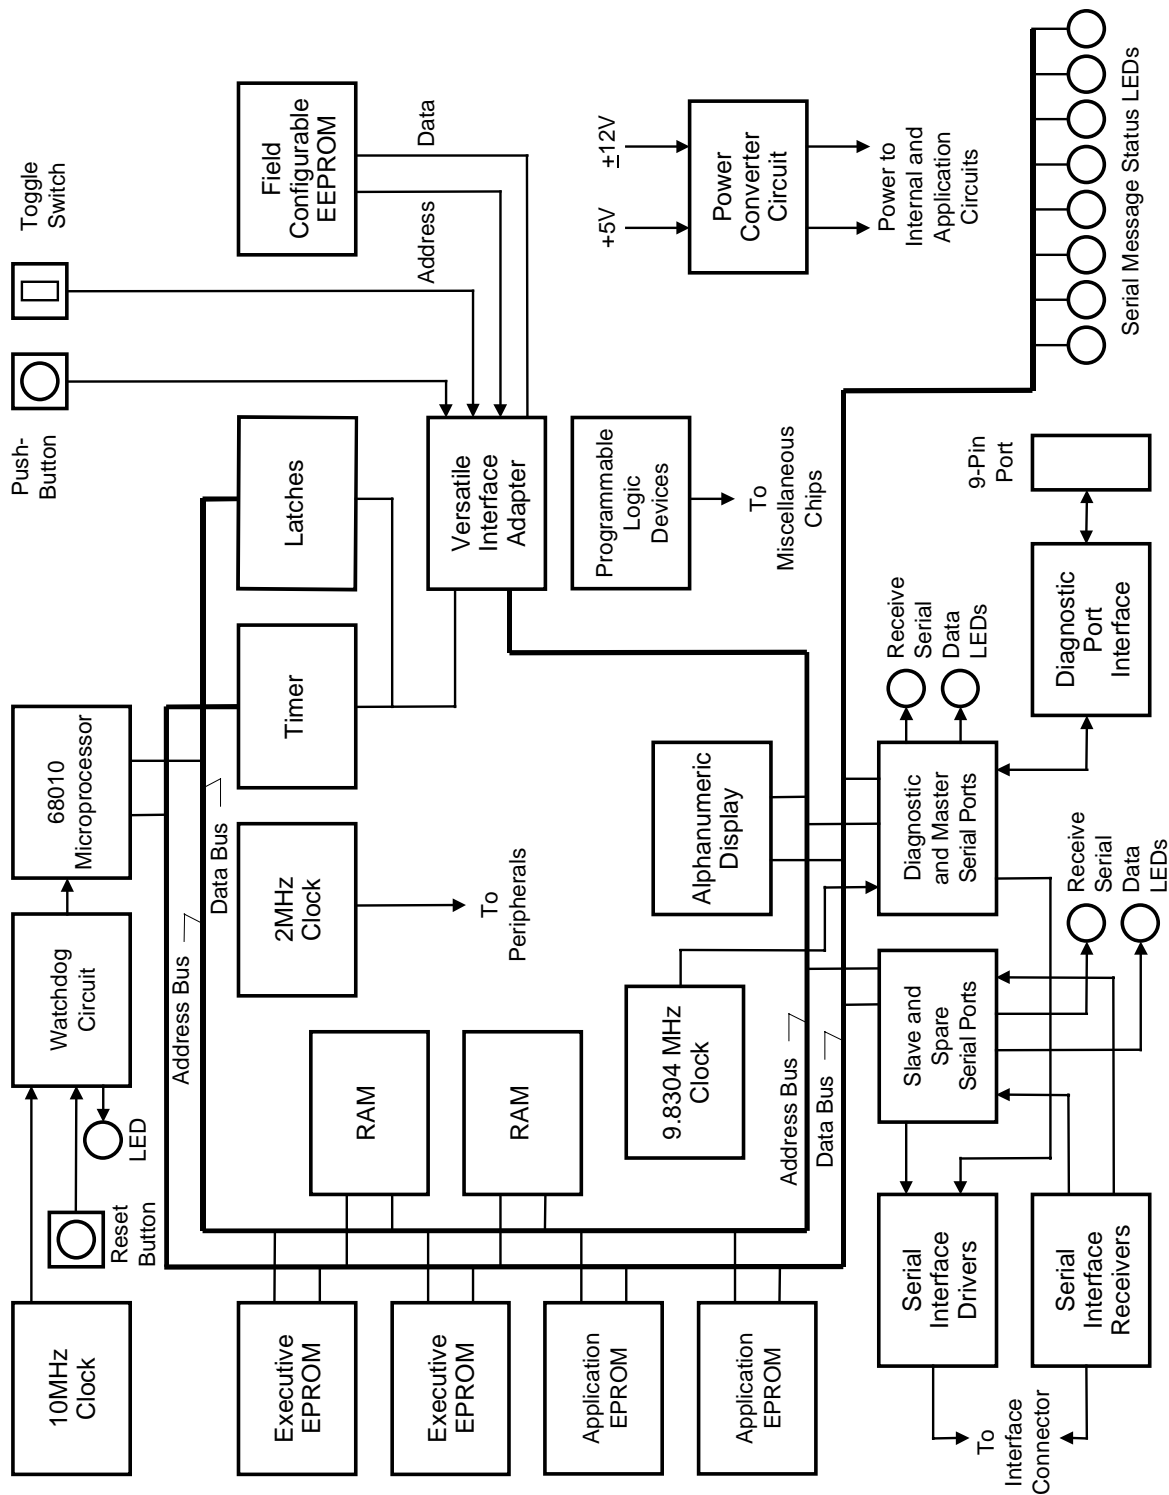 10MHz
Clock
Reset
Button
LED
Watchdog
Circuit
68010
Microprocessor
Push-
Button
Toggle
Switch
Address Bus
Data Bus
Executive
EPROM
Executive
EPROM
Application
EPROM
Application
EPROM
RAM
RAM
2MHz
Clock
To
Peripherals
Timer
Latches
Field
Configurable
EEPROM
Address
Data
Versatile
Interface
Adapter
Programmable
Logic
Devices
To
Miscellaneous
Chips
+5V
±12V
Power
Converter
Circuit
Power to
Internal and
Application
Circuits
9.8304 MHz
Clock
Alphanumeric
Display
Address Bus
Data Bus
Serial
Interface
Drivers
Serial
Interface
Receivers
To
Interface
Connector
Slave and
Spare
Serial Ports
Diagnostic
and Master
Serial Ports
Receive
Serial
Data
LEDs
Receive
Serial
Data
LEDs
Diagnostic
Port
Interface
9-Pin
Port
Serial Message Status LEDs